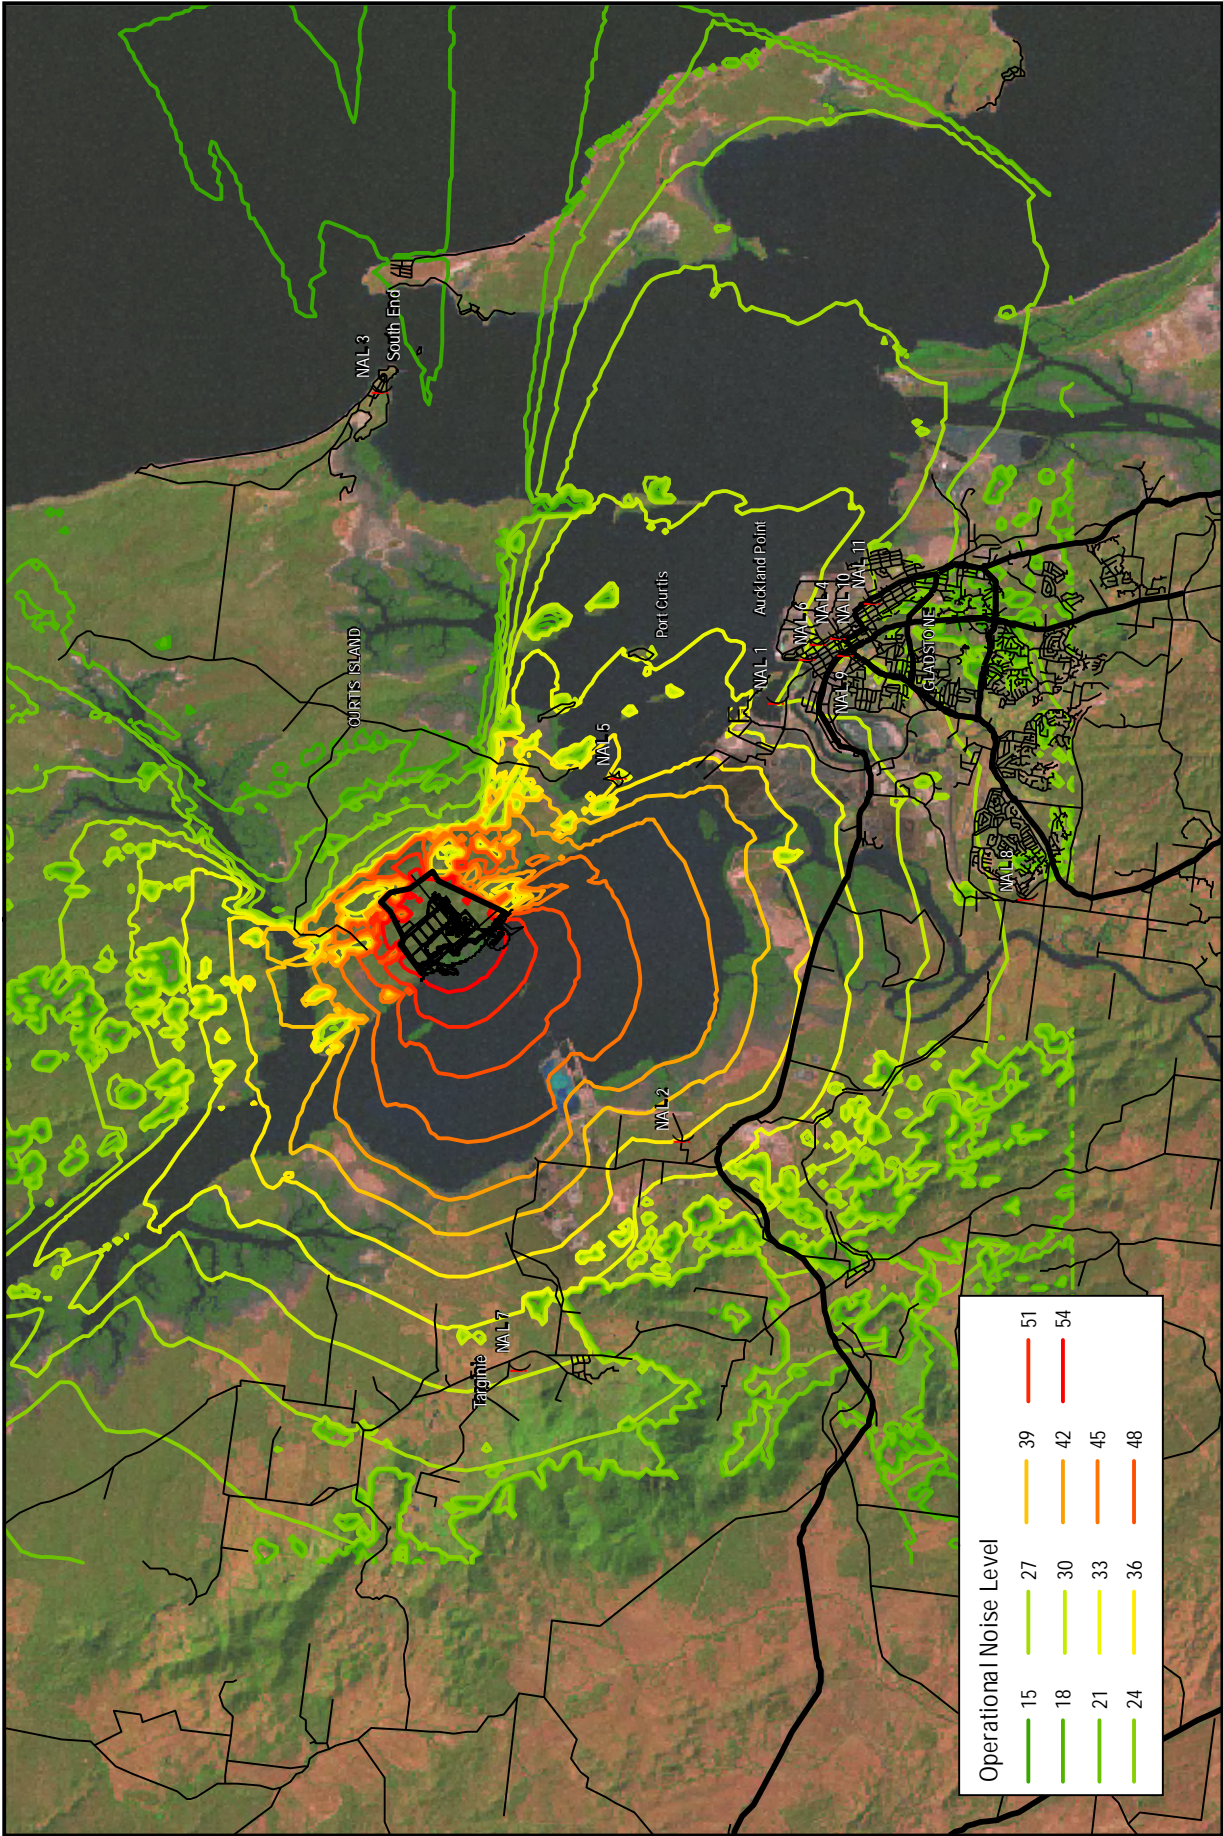 NAL 3
South End
CURTIS ISLAND
Port Curtis
Auckland Point
NAL 11
NAL 10
NAL 4
NAL 6
NAL 1
NAL 9
GLADSTONE
NAL 5
NAL 8
NAL 2
NAL 7
Targinie
Operational Noise Level
15 27 39 51
18 30 42 54
21 33 45
24 36 48